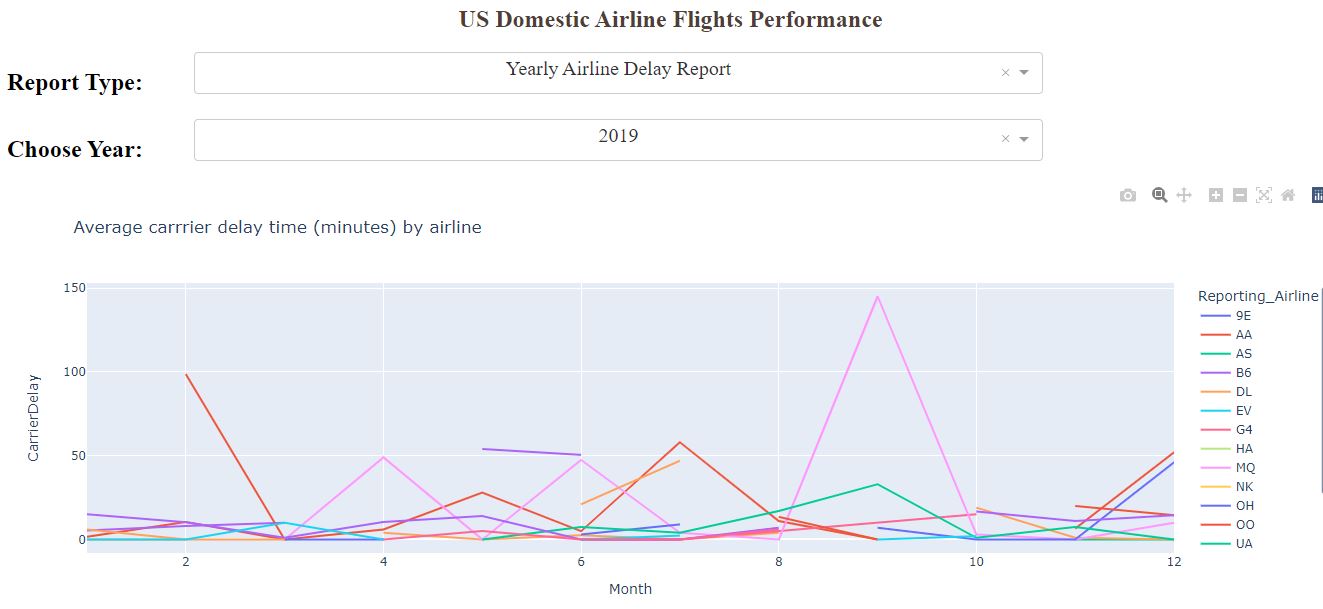 US Domestic Airline Flights Performance
Report Type:
Yearly Airline Delay Report
×
Choose Year:
2019
×
Average carrrier delay time (minutes) by airline
150
100
50
0
CarrierDelay
2 4 6 8 10 12
Month
Reporting_Airline
9E
AA
AS
B6
DL
EV
G4
HA
MQ
NK
OH
OO
UA